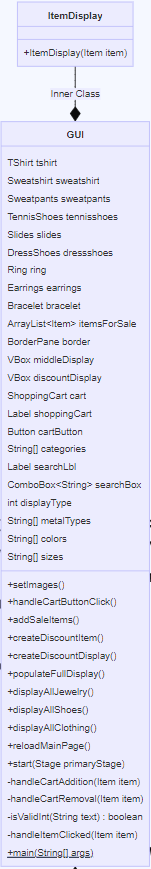 ItemDisplay
+ItemDisplay(Item item)
Inner Class
GUI
TShirt tshirt
Sweatshirt sweatshirt
Sweatpants sweatpants
TennisShoes tennisshoes
Slides slides
DressShoes dressshoes
Ring ring
Earrings earrings
Bracelet bracelet
ArrayList<Item> itemsForSale
BorderPane border
VBox middleDisplay
VBox discountDisplay
ShoppingCart cart
Label shoppingCart
Button cartButton
String[] categories
Label searchLbl
ComboBox<String> searchBox
int displayType
String[] metalTypes
String[] colors
String[] sizes
+setImages()
+handleCartButtonClick()
+addSaleItems()
+createDiscountItem()
+createDiscountDisplay()
+populateFullDisplay()
+displayAllJewelry()
+displayAllShoes()
+displayAllClothing()
+reloadMainPage()
+start(Stage primaryStage)
-handleCartAddition(Item item)
-handleCartRemoval(Item item)
-isValidInt(String text) : boolean
-handleItemClicked(Item item)
+main(String[] args)